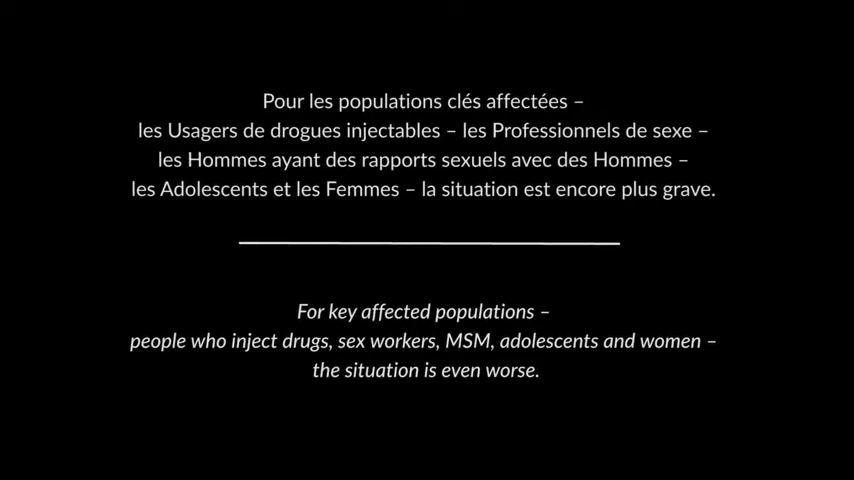 Pour les populations clés affectées –
les Usagers de drogues injectables – les Professionnels de sexe –
les Hommes ayant des rapports sexuels avec des Hommes –
les Adolescents et les Femmes – la situation est encore plus grave.
For key affected populations –
people who inject drugs, sex workers, MSM, adolescents and women –
the situation is even worse.